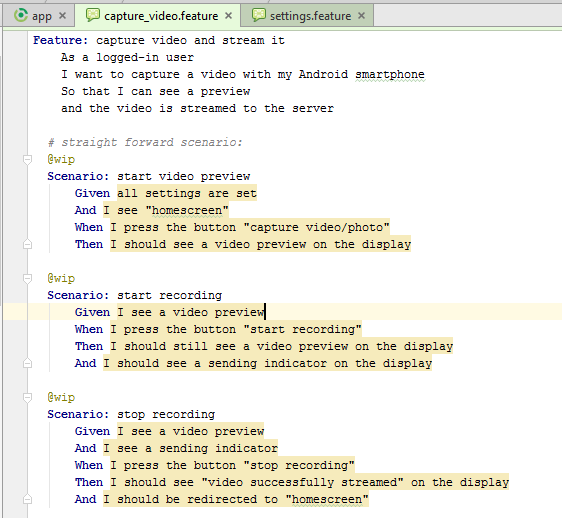 app capture_video.feature settings.feature
Feature: capture video and stream it
As a logged-in user
I want to capture a video with my Android smartphone
So that I can see a preview
and the video is streamed to the server
# straight forward scenario:
@wip
Scenario: start video preview
Given all settings are set
And I see "homescreen"
When I press the button "capture video/photo"
Then I should see a video preview on the display
@wip
Scenario: start recording
Given I see a video preview
When I press the button "start recording"
Then I should still see a video preview on the display
And I should see a sending indicator on the display
@wip
Scenario: stop recording
Given I see a video preview
And I see a sending indicator
When I press the button "stop recording"
Then I should see "video successfully streamed" on the display
And I should be redirected to "homescreen"